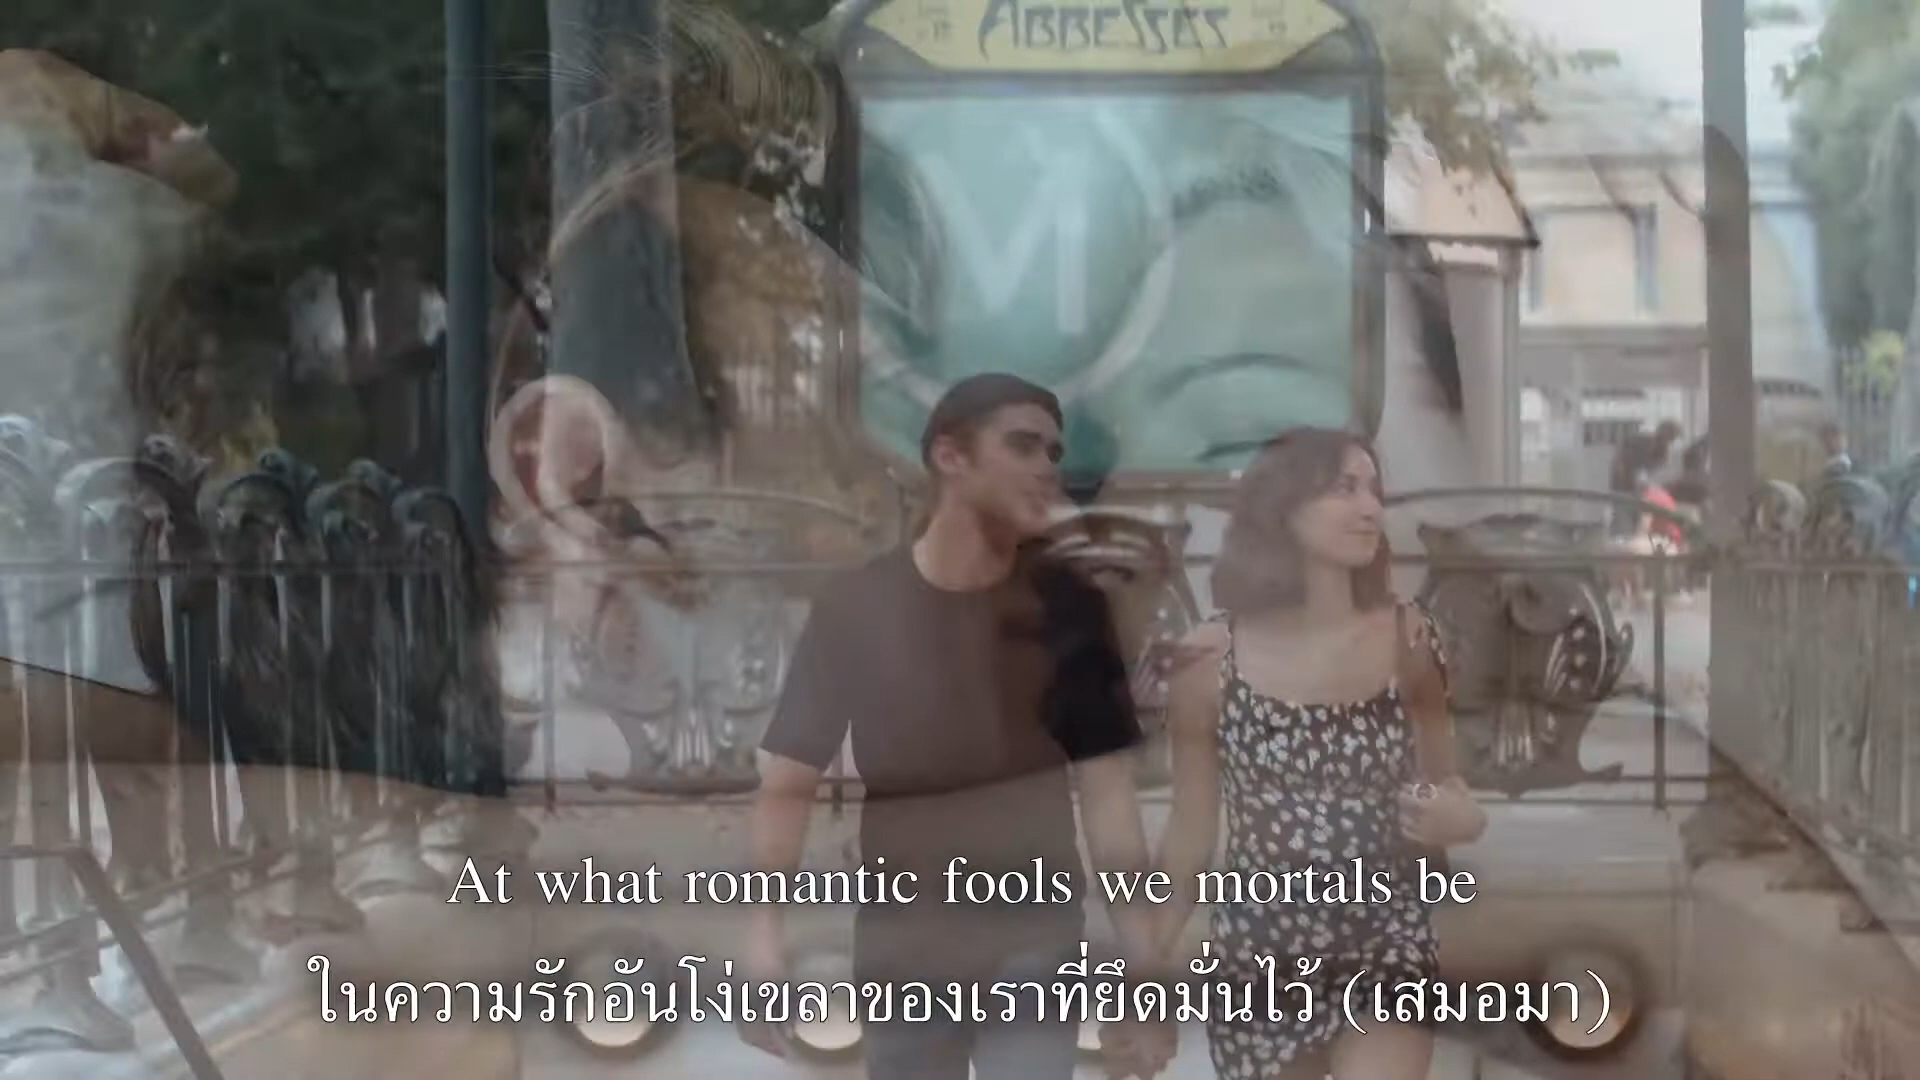 ABBESSES
M
At what romantic fools we mortals be
ในความรักอันโง่เขลาของเราที่ยึดมั่นไว้ (เสมอมา)